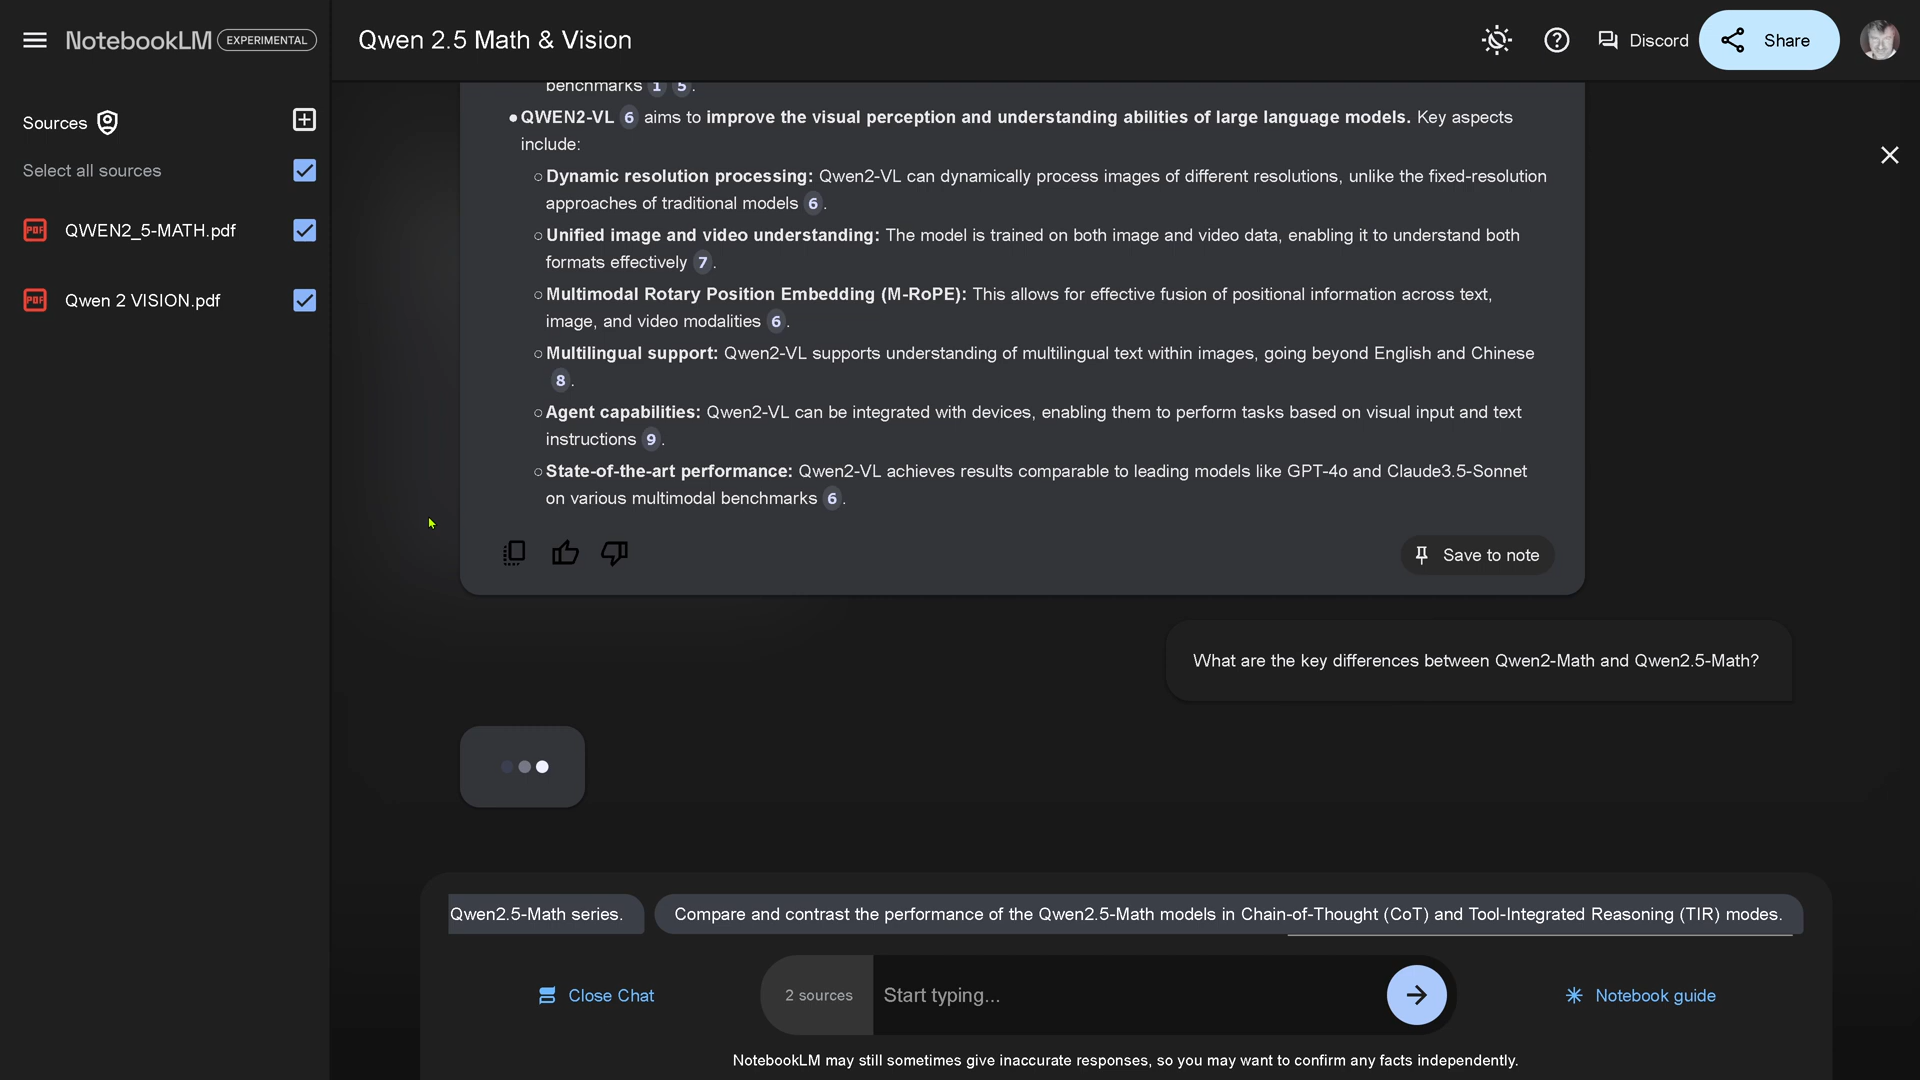 NotebookLM EXPERIMENTAL
Qwen 2.5 Math & Vision
Discord
Share
Sources
Select all sources
PDF QWEN2_5-MATH.pdf
PDF Qwen 2 VISION.pdf
benchmarks 1 5 .
● QWEN2-VL 6 aims to improve the visual perception and understanding abilities of large language models. Key aspects
include:
○ Dynamic resolution processing: Qwen2-VL can dynamically process images of different resolutions, unlike the fixed-resolution
approaches of traditional models 6 .
○ Unified image and video understanding: The model is trained on both image and video data, enabling it to understand both
formats effectively 7 .
○ Multimodal Rotary Position Embedding (M-RoPE): This allows for effective fusion of positional information across text,
image, and video modalities 6 .
○ Multilingual support: Qwen2-VL supports understanding of multilingual text within images, going beyond English and Chinese
8 .
○ Agent capabilities: Qwen2-VL can be integrated with devices, enabling them to perform tasks based on visual input and text
instructions 9 .
○ State-of-the-art performance: Qwen2-VL achieves results comparable to leading models like GPT-4o and Claude3.5-Sonnet
on various multimodal benchmarks 6 .
Save to note
What are the key differences between Qwen2-Math and Qwen2.5-Math?
Qwen2.5-Math series.
Compare and contrast the performance of the Qwen2.5-Math models in Chain-of-Thought (CoT) and Tool-Integrated Reasoning (TIR) modes.
Close Chat
2 sources
Start typing...
Notebook guide
NotebookLM may still sometimes give inaccurate responses, so you may want to confirm any facts independently.